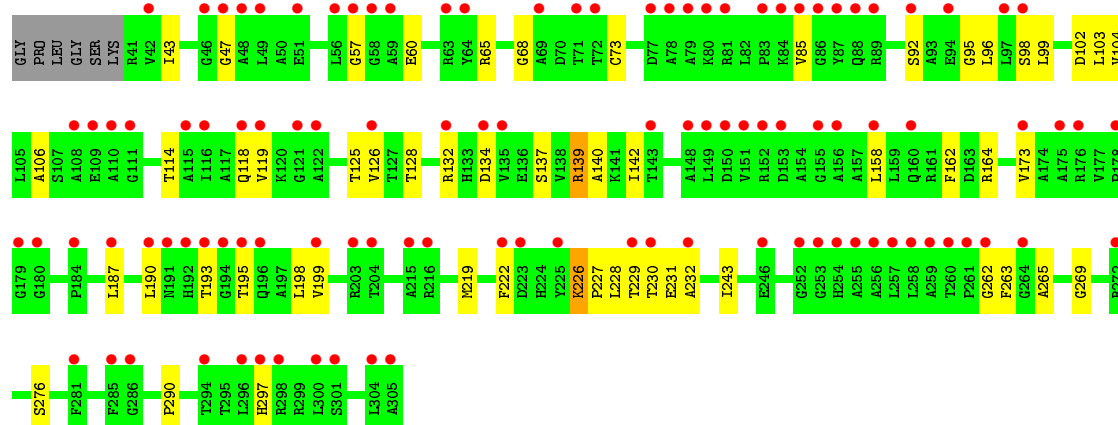 GLY PRO LEU GLY SER LYS R41 V42 I43 G46 G47 A48 L49 A50 E51 L56 G57 G58 A59 E60 R63 Y64 R65 G68 A69 D70 T71 T72 C73 D77 A78 A79 K80 R81 L82 P83 K84 V85 G86 Y87 Q88 R89 S92 A93 E94 G95 L96 L97 S98 L99 D102 L103 V104
L105 A106 S107 A108 E109 A110 G111 T114 A115 I116 A117 Q118 V119 K120 G121 A122 T125 V126 T127 T128 R132 H133 D134 V135 E136 S137 V138 R139 A140 K141 I142 T143 A148 L149 D150 V151 R152 D153 A154 G155 A156 A157 L158 L159 Q160 R161 F162 D163 R164 V173 A174 A175 R176 V177 P178
G179 G180 P184 L187 L190 N191 H192 T193 G194 T195 Q196 A197 L198 V199 R203 T204 A215 R216 M219 F222 D223 H224 Y225 K226 P227 L228 T229 T230 E231 A232 I243 E246 G252 G253 H254 A255 A256 L257 L258 A259 T260 P261 G262 F263 G264 A265 G269 R272
S276 F281 F285 G286 P290 T294 T295 L296 H297 R298 R299 L300 S301 L304 A305